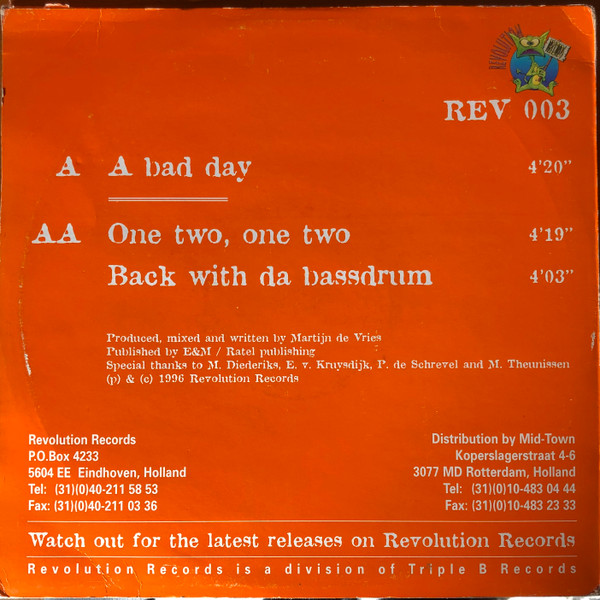 REVOLUTION
REV 003
A A bad day 4'20"
AA One two, one two 4'19"
Back with da bassdrum 4'03"
Produced, mixed and written by Martijn de Vries
Published by E&M / Ratel publishing
Special thanks to M. Diederiks, E. v. Kruysdijk, P. de Schrevel and M. Theunissen
(p) & (c) 1996 Revolution Records
Revolution Records
P.O.Box 4233
5604 EE Eindhoven, Holland
Tel: (31)(0)40-211 58 53
Fax: (31)(0)40-211 03 36
Distribution by Mid-Town
Koperslagerstraat 4-6
3077 MD Rotterdam, Holland
Tel: (31)(0)10-483 04 44
Fax: (31)(0)10-483 23 33
Watch out for the latest releases on Revolution Records
Revolution Records is a division of Triple B Records